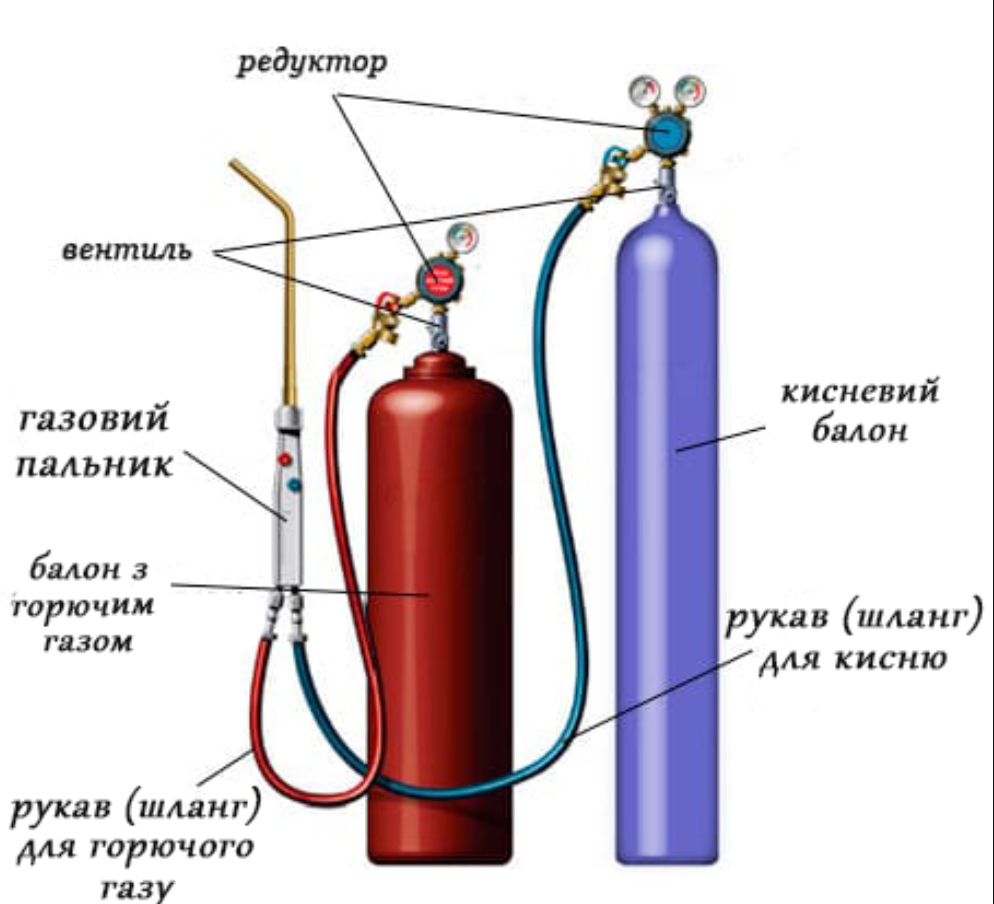 редуктор
вентиль
газовий
пальник
кисневий
балон
балон з
горючим
газом
рукав (шланг)
для кисню
рукав (шланг)
для горючого
газу